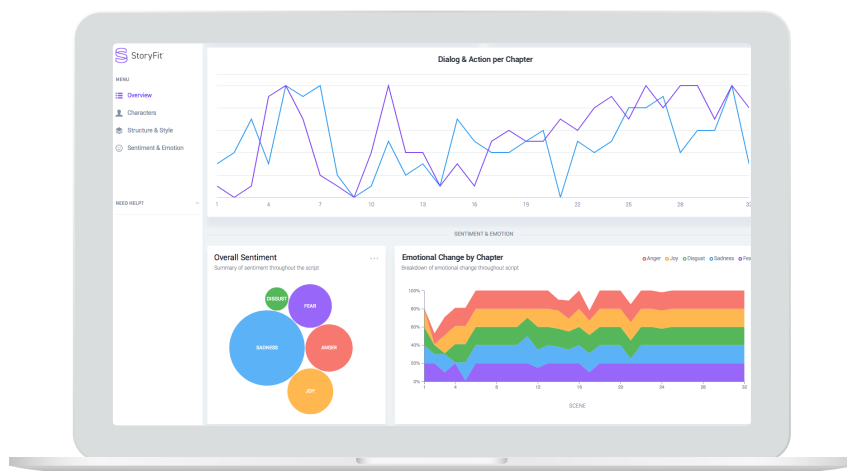 StoryFit
MENU
Overview
Characters
Structure & Style
Sentiment & Emotion
NEED HELP?
Dialog & Action per Chapter
1 4 7 10 13 16 19 22 25 28 32
SENTIMENT & EMOTION
Overall Sentiment
Summary of sentiment throughout the script
DISGUST
FEAR
SADNESS
ANGER
JOY
Emotional Change by Chapter
Breakdown of emotional change throughout script
Anger Joy Disgust Sadness Fea
100%
80%
60%
40%
20%
0%
1 4 8 12 16 20 24 28 32
SCENE